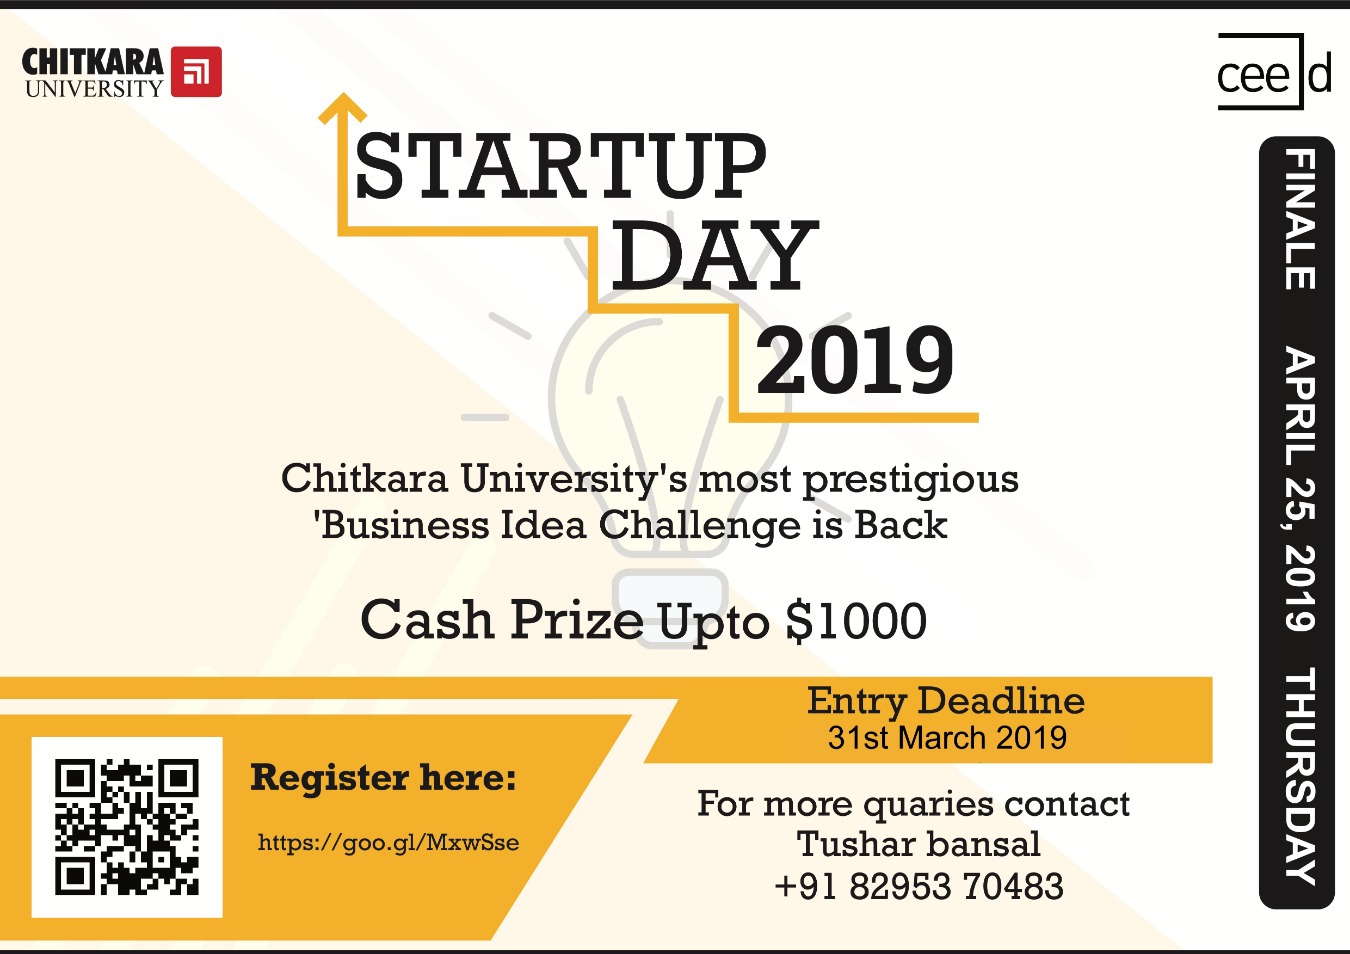 CHITKARA
UNIVERSITY
ceed
STARTUP
DAY
2019
Chitkara University's most prestigious
'Business Idea Challenge is Back
Cash Prize Upto $1000
Entry Deadline
31st March 2019
Register here:
https://goo.gl/MxwSse
For more quaries contact
Tushar bansal
+91 82953 70483
FINALE APRIL 25, 2019 THURSDAY